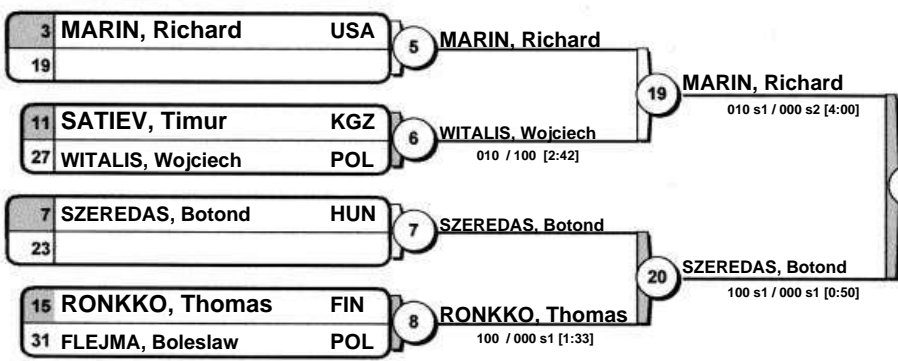 3 MARIN, Richard USA
19
5 MARIN, Richard
11 SATIEV, Timur KGZ
27 WITALIS, Wojciech POL
6 WITALIS, Wojciech
010 / 100 [2:42]
19 MARIN, Richard
010 s1 / 000 s2 [4:00]
7 SZEREDAS, Botond HUN
23
7 SZEREDAS, Botond
15 RONKKO, Thomas FIN
31 FLEJMA, Boleslaw POL
8 RONKKO, Thomas
100 / 000 s1 [1:33]
20 SZEREDAS, Botond
100 s1 / 000 s1 [0:50]